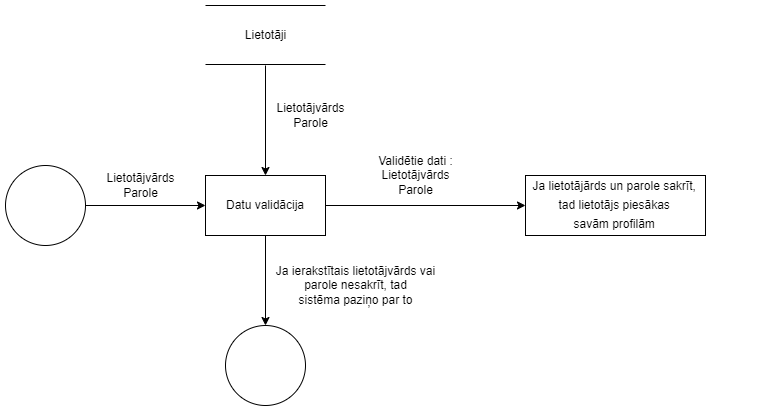 Lietotāji
Lietotājvārds
Parole
Lietotājvārds
Parole
Datu validācija
Validētie dati :
Lietotājvārds
Parole
Ja lietotājārds un parole sakrīt,
tad lietotājs piesākas
savām profilām
Ja ierakstītais lietotājvārds vai
parole nesakrīt, tad
sistēma paziņo par to